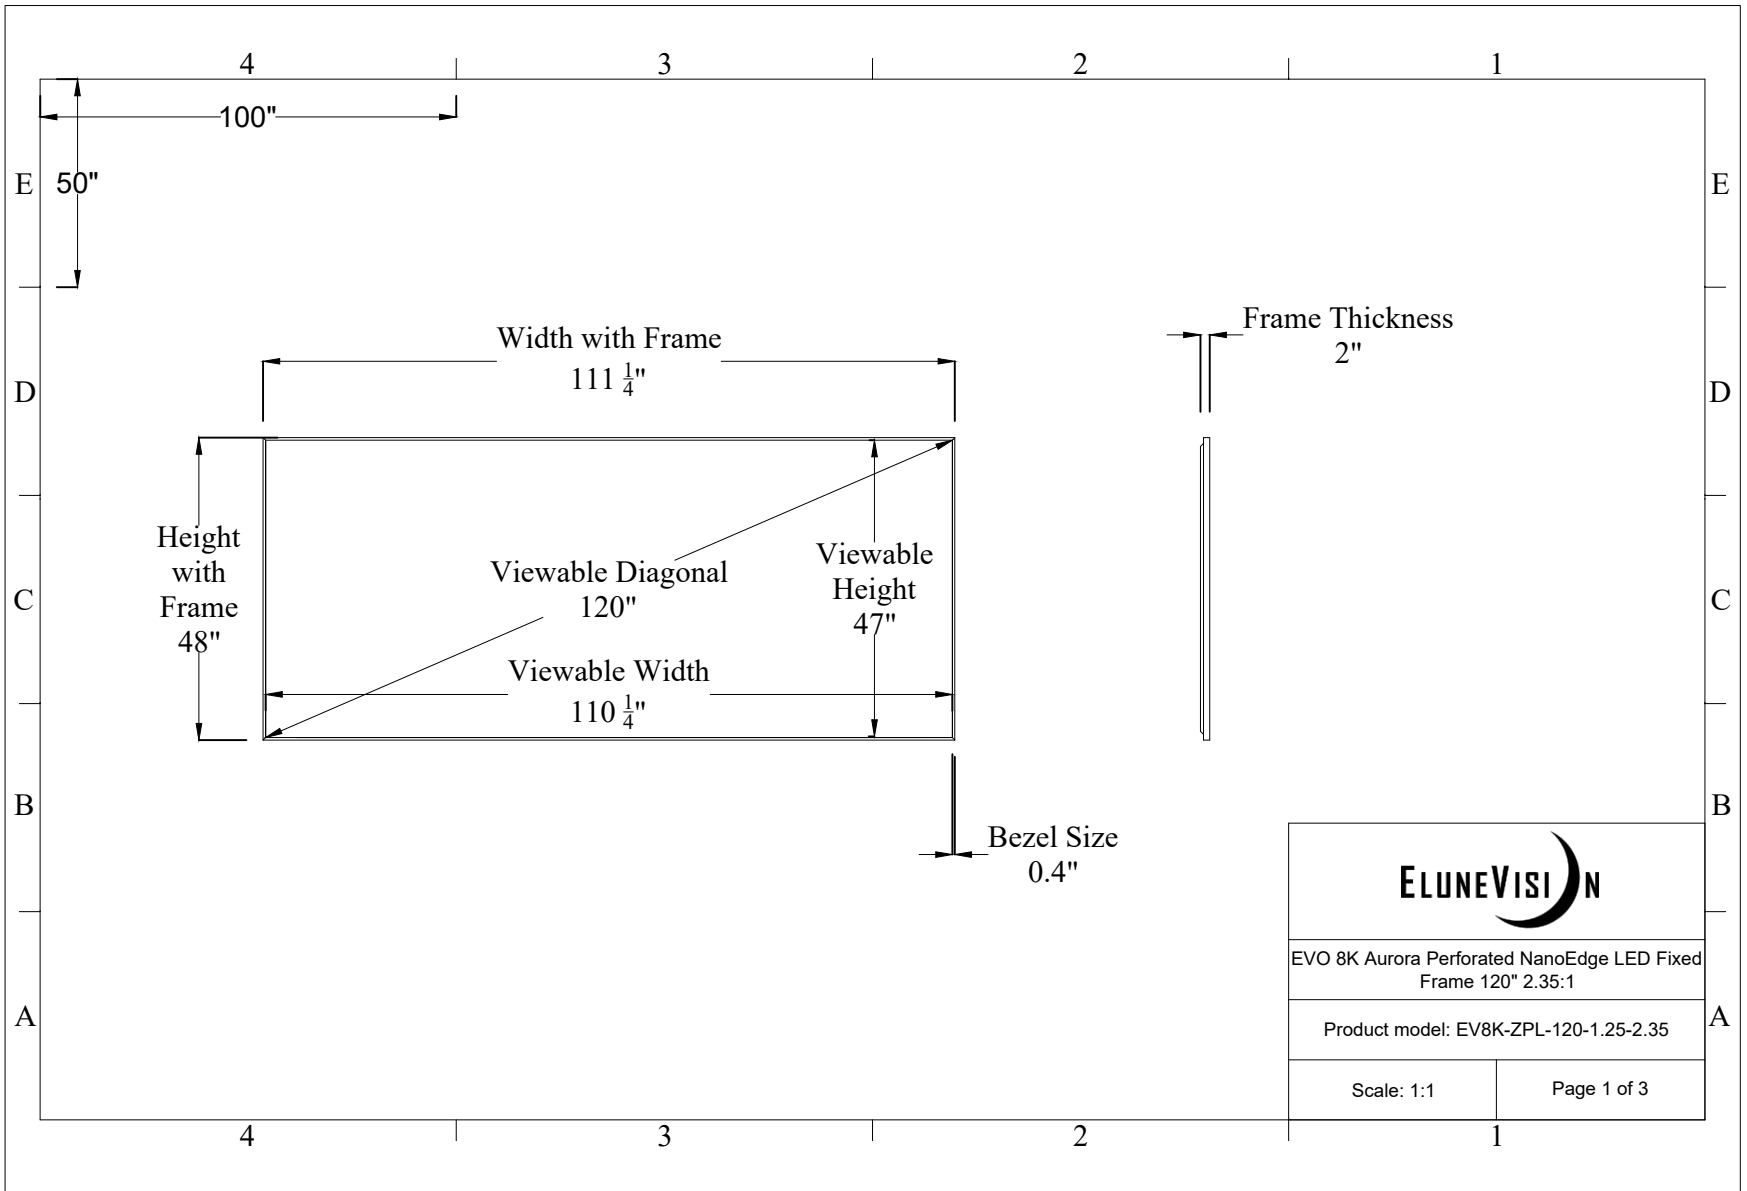 4 3 2 1
100"
E 50" E
Frame Thickness
2"
Width with Frame
111 1/4"
D D
Height
with
Frame
48"
Viewable Diagonal
120"
Viewable
Height
47"
C C
Viewable Width
110 1/4"
B B
Bezel Size
0.4"
ELUNEVISION
EVO 8K Aurora Perforated NanoEdge LED Fixed
Frame 120" 2.35:1
A A
Product model: EV8K-ZPL-120-1.25-2.35
Scale: 1:1 Page 1 of 3
4 3 2 1